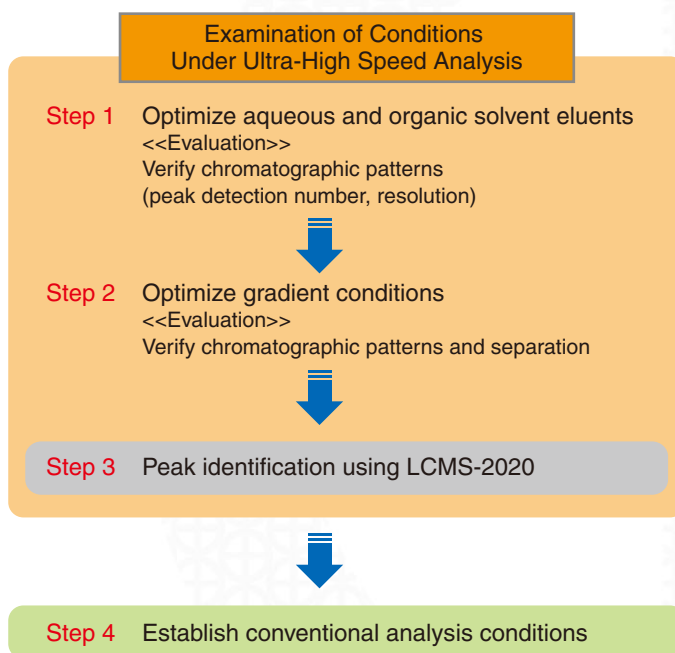 Examination of Conditions
Under Ultra-High Speed Analysis
Step 1 Optimize aqueous and organic solvent eluents
<<Evaluation>>
Verify chromatographic patterns
(peak detection number, resolution)
Step 2 Optimize gradient conditions
<<Evaluation>>
Verify chromatographic patterns and separation
Step 3 Peak identification using LCMS-2020
Step 4 Establish conventional analysis conditions